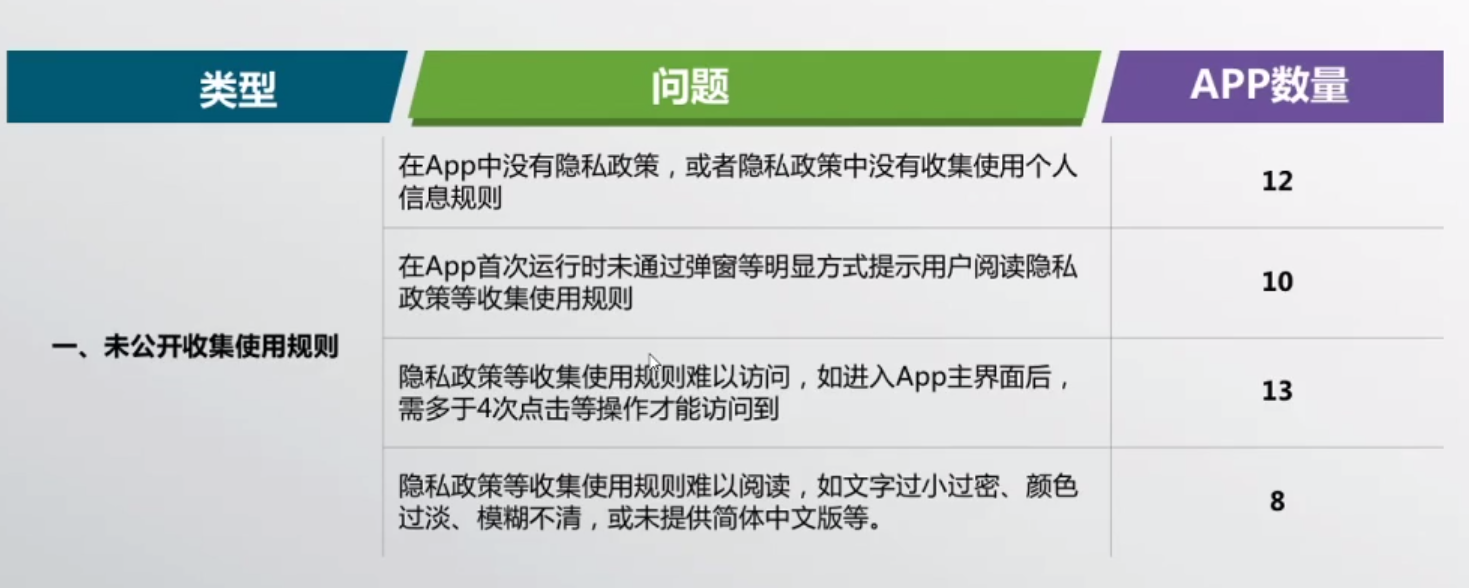 类型 问题 APP数量
一、未公开收集使用规则
在App中没有隐私政策，或者隐私政策中没有收集使用个人
信息规则
12
在App首次运行时未通过弹窗等明显方式提示用户阅读隐私
政策等收集使用规则
10
隐私政策等收集使用规则难以访问，如进入App主界面后，
需多于4次点击等操作才能访问到
13
隐私政策等收集使用规则难以阅读，如文字过小过密、颜色
过淡、模糊不清，或未提供简体中文版等。
8